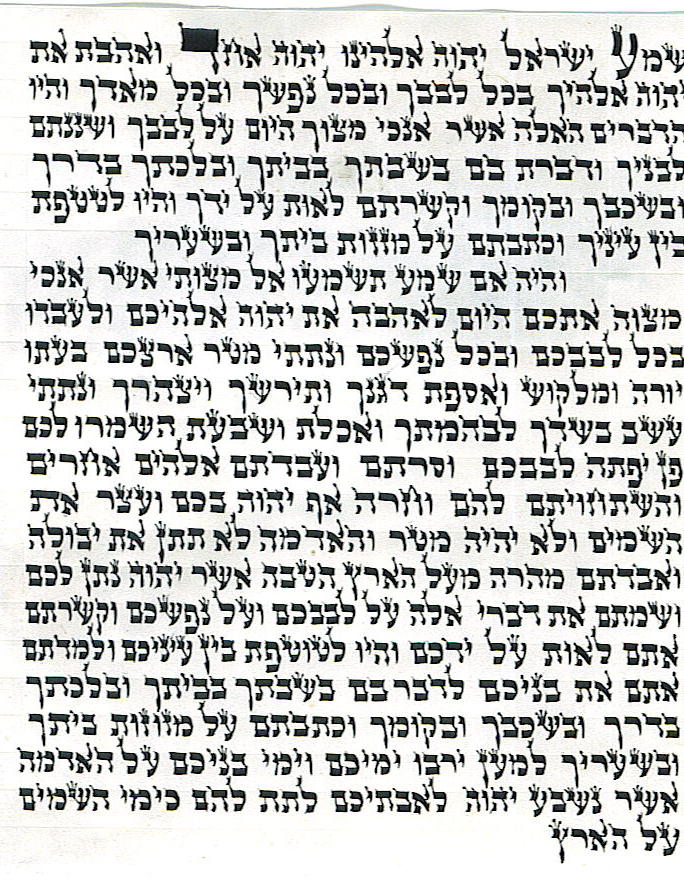 שמע ישראל יהוה אלהינו יהוה אחד ואהבת את
יהוה אלהיך בכל לבבך ובכל נפשך ובכל מאדך והיו
הדברים האלה אשר אנכי מצוך היום על לבבך ושננתם
לבניך ודברת בם בשבתך בביתך ובלכתך בדרך
ובשכבך ובקומך וקשרתם לאות על ידך והיו לטטפת
בין עיניך וכתבתם על מזזות ביתך ובשעריך
והיה אם שמע תשמעו אל מצותי אשר אנכי
מצוה אתכם היום לאהבה את יהוה אלהיכם ולעבדו
בכל לבבכם ובכל נפשכם ונתתי מטר ארצכם בעתו
יורה ומלקוש ואספת דגנך ותירשך ויצהרך ונתתי
עשב בשדך לבהמתך ואכלת ושבעת השמרו לכם
פן יפתה לבבכם וסרתם ועבדתם אלהים אחרים
והשתחויתם להם וחרה אף יהוה בכם ועצר את
השמים ולא יהיה מטר והאדמה לא תתן את יבולה
ואבדתם מהרה מעל הארץ הטבה אשר יהוה נתן לכם
ושמתם את דברי אלה על לבבכם ועל נפשכם וקשרתם
אתם לאות על ידכם והיו לטוטפת בין עיניכם ולמדתם
אתם את בניכם לדבר בם בשבתך בביתך ובלכתך
בדרך ובשכבך ובקומך וכתבתם על מזוזות ביתך
ובשעריך למען ירבו ימיכם וימי בניכם על האדמה
אשר נשבע יהוה לאבתיכם לתת להם כימי השמים
על הארץ